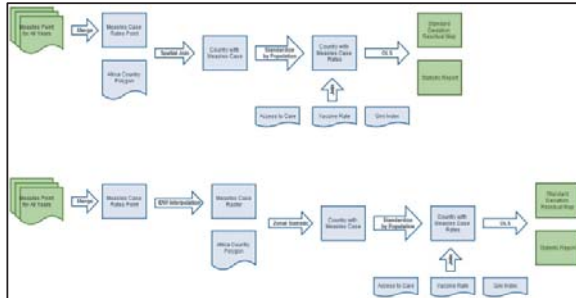 Measles Point
for All Years
Merge
Measles Case
Rates Point
Africa Country
Polygon
Spatial Join
Country with
Measles Case
Standardize
by Population
Country with
Measles Case
Rates
Access to Care
Vaccine Rate
Gini Index
OLS
Standard
Deviation
Residual Map
Statistic Report
Measles Point
for All Years
Merge
Measles Case
Rates Point
IDW Interpolation
Measles Case
Raster
Africa Country
Polygon
Zonal Statistic
Country with
Measles Case
Standardize
by Population
Country with
Measles Case
Rates
Access to Care
Vaccine Rate
Gini Index
OLS
Standard
Deviation
Residual Map
Statistic Report